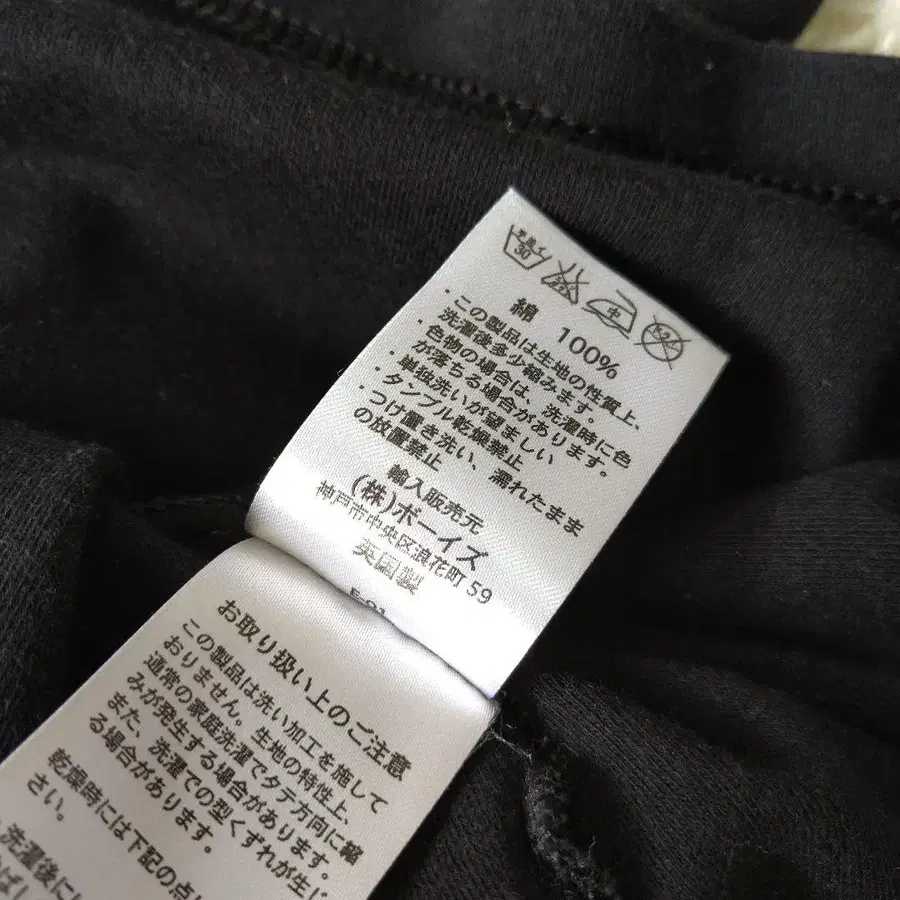 30
中
綿 100%
・この製品は生地の性質上、
洗濯後多少縮みます。
・色物の場合は、洗濯時に色
が落ちる場合があります。
・単独洗いが望ましい
・タンブル乾燥禁止
・つけ置き洗い、濡れたまま
の放置禁止
輸入販売元
(株)ボーイズ
神戸市中央区浪花町 59
英国製
お取り扱い上のご注意
この製品は洗い加工を施して
おりません。生地の特性上、
通常の家庭洗濯でタテ方向に縮
みが発生する場合があります。
また、洗濯での型くずれが生じ
る場合があります。
乾燥時には下記の点
さい。
洗濯後に